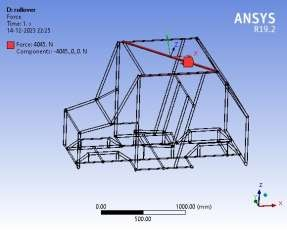 D: rollover
Force
Time: 1. s
14-12-2023 22:25
Force: 4045. N
Components: -4045.,0.,0. N
ANSYS
R19.2
0.00
1000.00 (mm)
500.00
Z
X